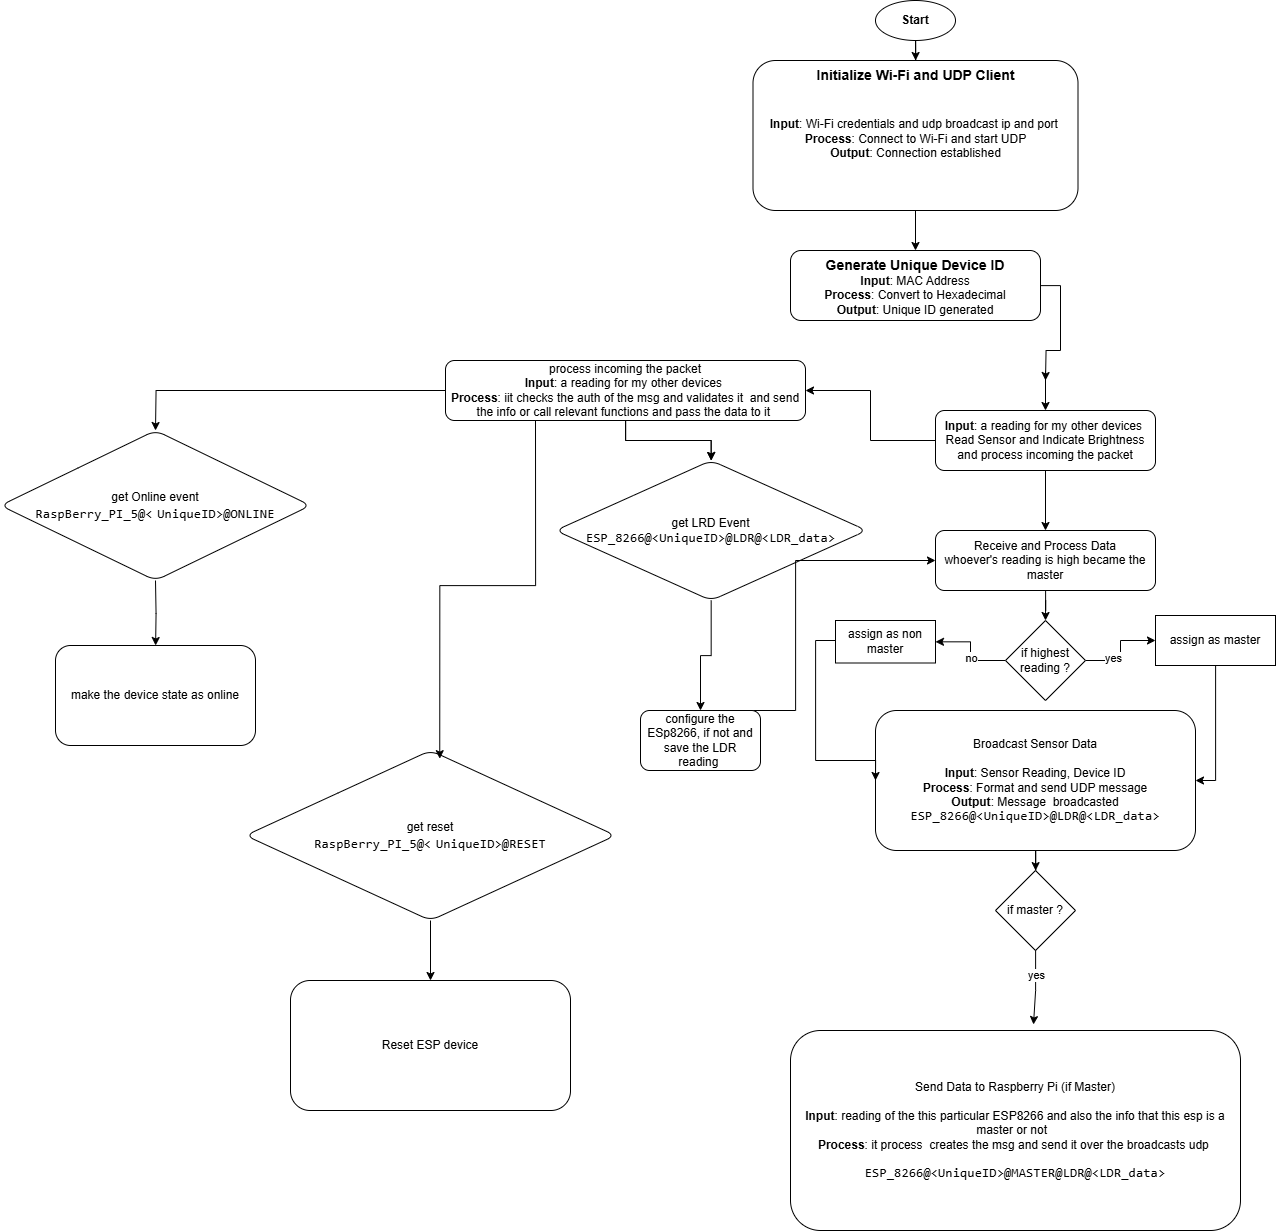 Start
Initialize Wi-Fi and UDP Client
Input: Wi-Fi credentials and udp broadcast ip and port
Process: Connect to Wi-Fi and start UDP
Output: Connection established
Generate Unique Device ID
Input: MAC Address
Process: Convert to Hexadecimal
Output: Unique ID generated
process incoming the packet
Input: a reading for my other devices
Process: iit checks the auth of the msg and validates it  and send
the info or call relevant functions and pass the data to it
Input: a reading for my other devices
Read Sensor and Indicate Brightness
and process incoming the packet
get Online event
RaspBerry_PI_5@< UniqueID>@ONLINE
get LRD Event
ESP_8266@<UniqueID>@LDR@<LDR_data>
Receive and Process Data
whoever's reading is high became the
master
assign as non
master
no
if highest
reading ?
yes
assign as master
make the device state as online
configure the
ESp8266, if not and
save the LDR
reading
Broadcast Sensor Data
Input: Sensor Reading, Device ID
Process: Format and send UDP message
Output: Message  broadcasted
ESP_8266@<UniqueID>@LDR@<LDR_data>
get reset
RaspBerry_PI_5@< UniqueID>@RESET
if master ?
yes
Reset ESP device
Send Data to Raspberry Pi (if Master)
Input: reading of the this particular ESP8266 and also the info that this esp is a
master or not
Process: it process  creates the msg and send it over the broadcasts udp
ESP_8266@<UniqueID>@MASTER@LDR@<LDR_data>